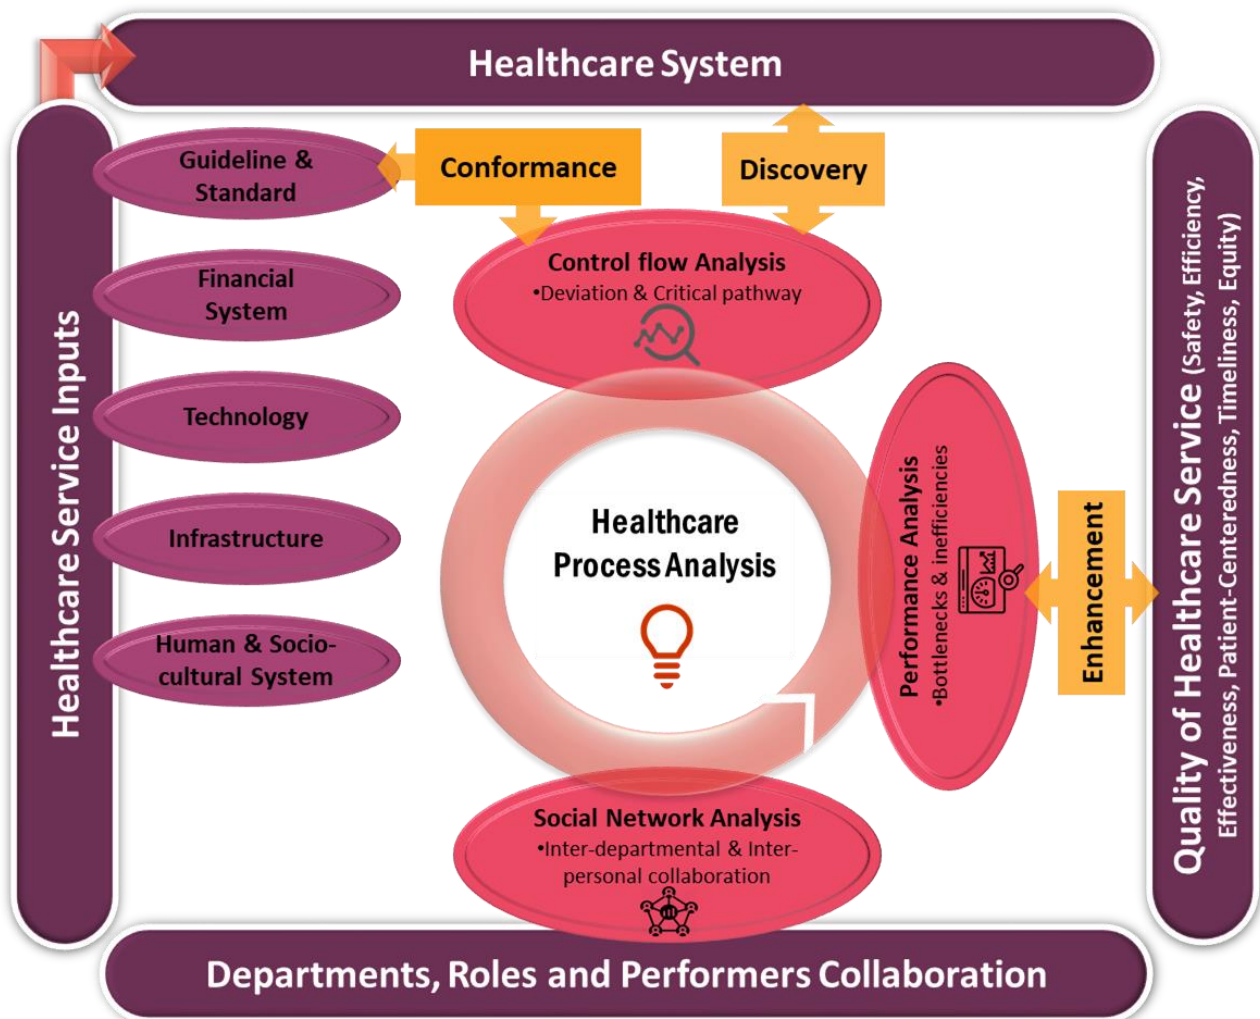 Healthcare System
Healthcare Service Inputs
Guideline &
Standard
Financial
System
Technology
Infrastructure
Human & Socio-
cultural System
Conformance
Discovery
Control flow Analysis
•Deviation & Critical pathway
Healthcare
Process Analysis
Performance Analysis
•Bottlenecks & inefficiencies
Enhancement
Quality of Healthcare Service (Safety, Efficiency,
Effectiveness, Patient-Centeredness, Timeliness, Equity)
Social Network Analysis
•Inter-departmental & Inter-
personal collaboration
Departments, Roles and Performers Collaboration